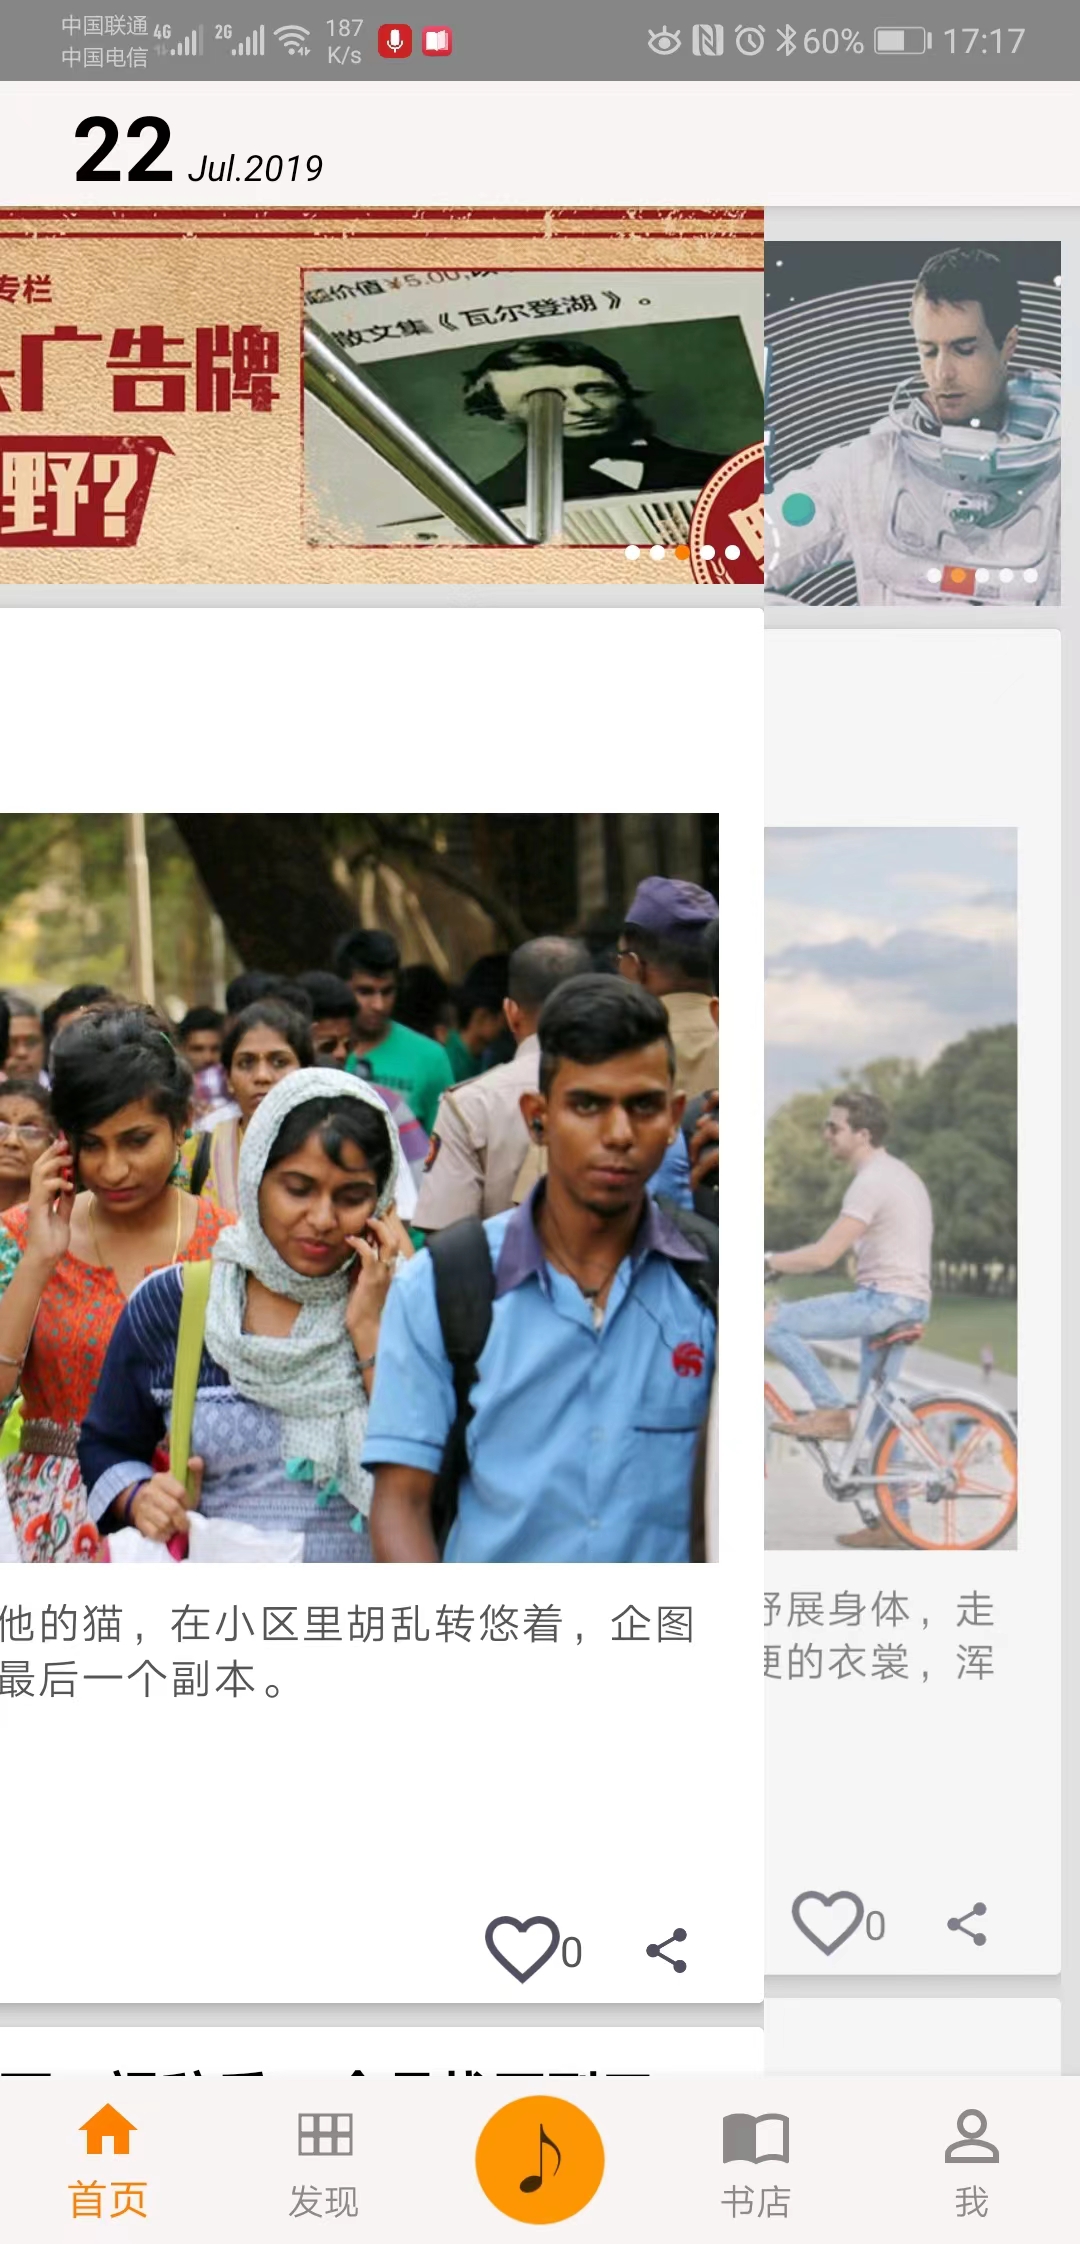 中国联通 4G 2G 187 60% 17:17
中国电信 K/s
22 Jul.2019
专栏
广告牌
野?
价值¥5.00,
散文集《瓦尔登湖》。
他的猫，在小区里胡乱转悠着，企图
最后一个副本。
舒展身体，走
便的衣裳，浑
0
0
首页
发现
书店
我